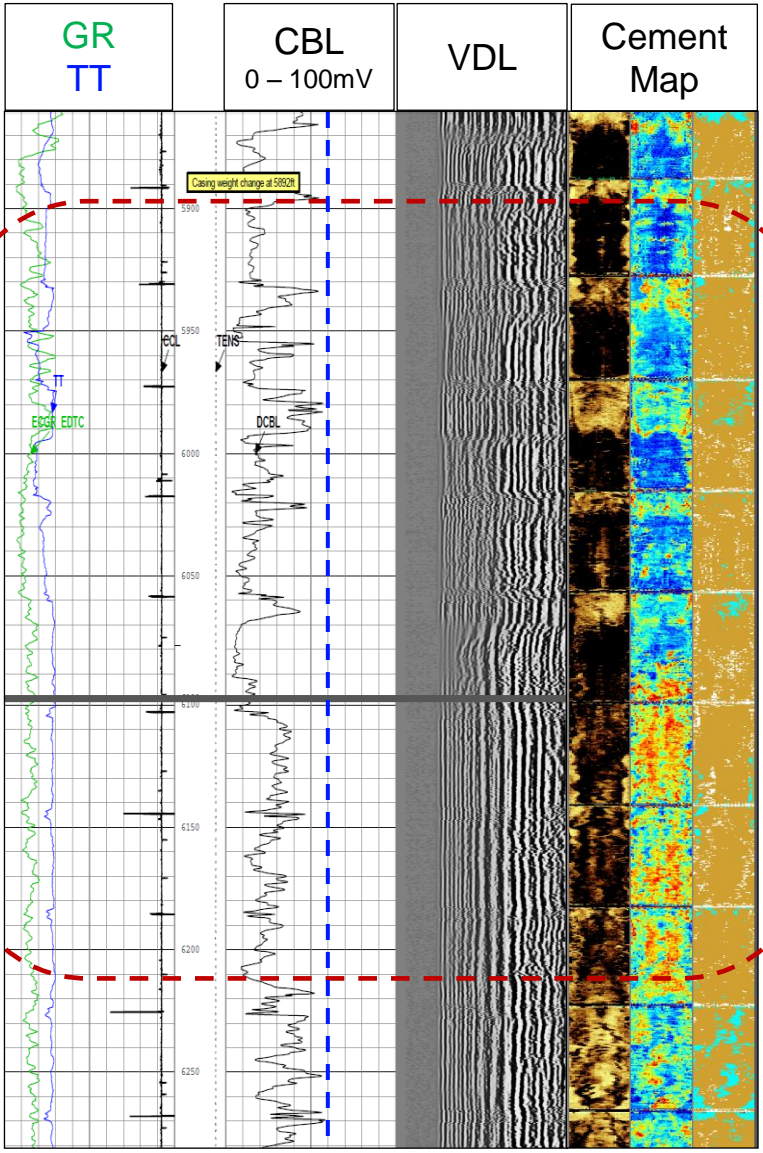 GR
TT
CBL
0 – 100mV
VDL
Cement
Map
Casing weight change at 5892ft
5900
5950
CCL
TENS
TT
ECGR_EDTC
DCBL
6000
6050
6100
6150
6200
6250